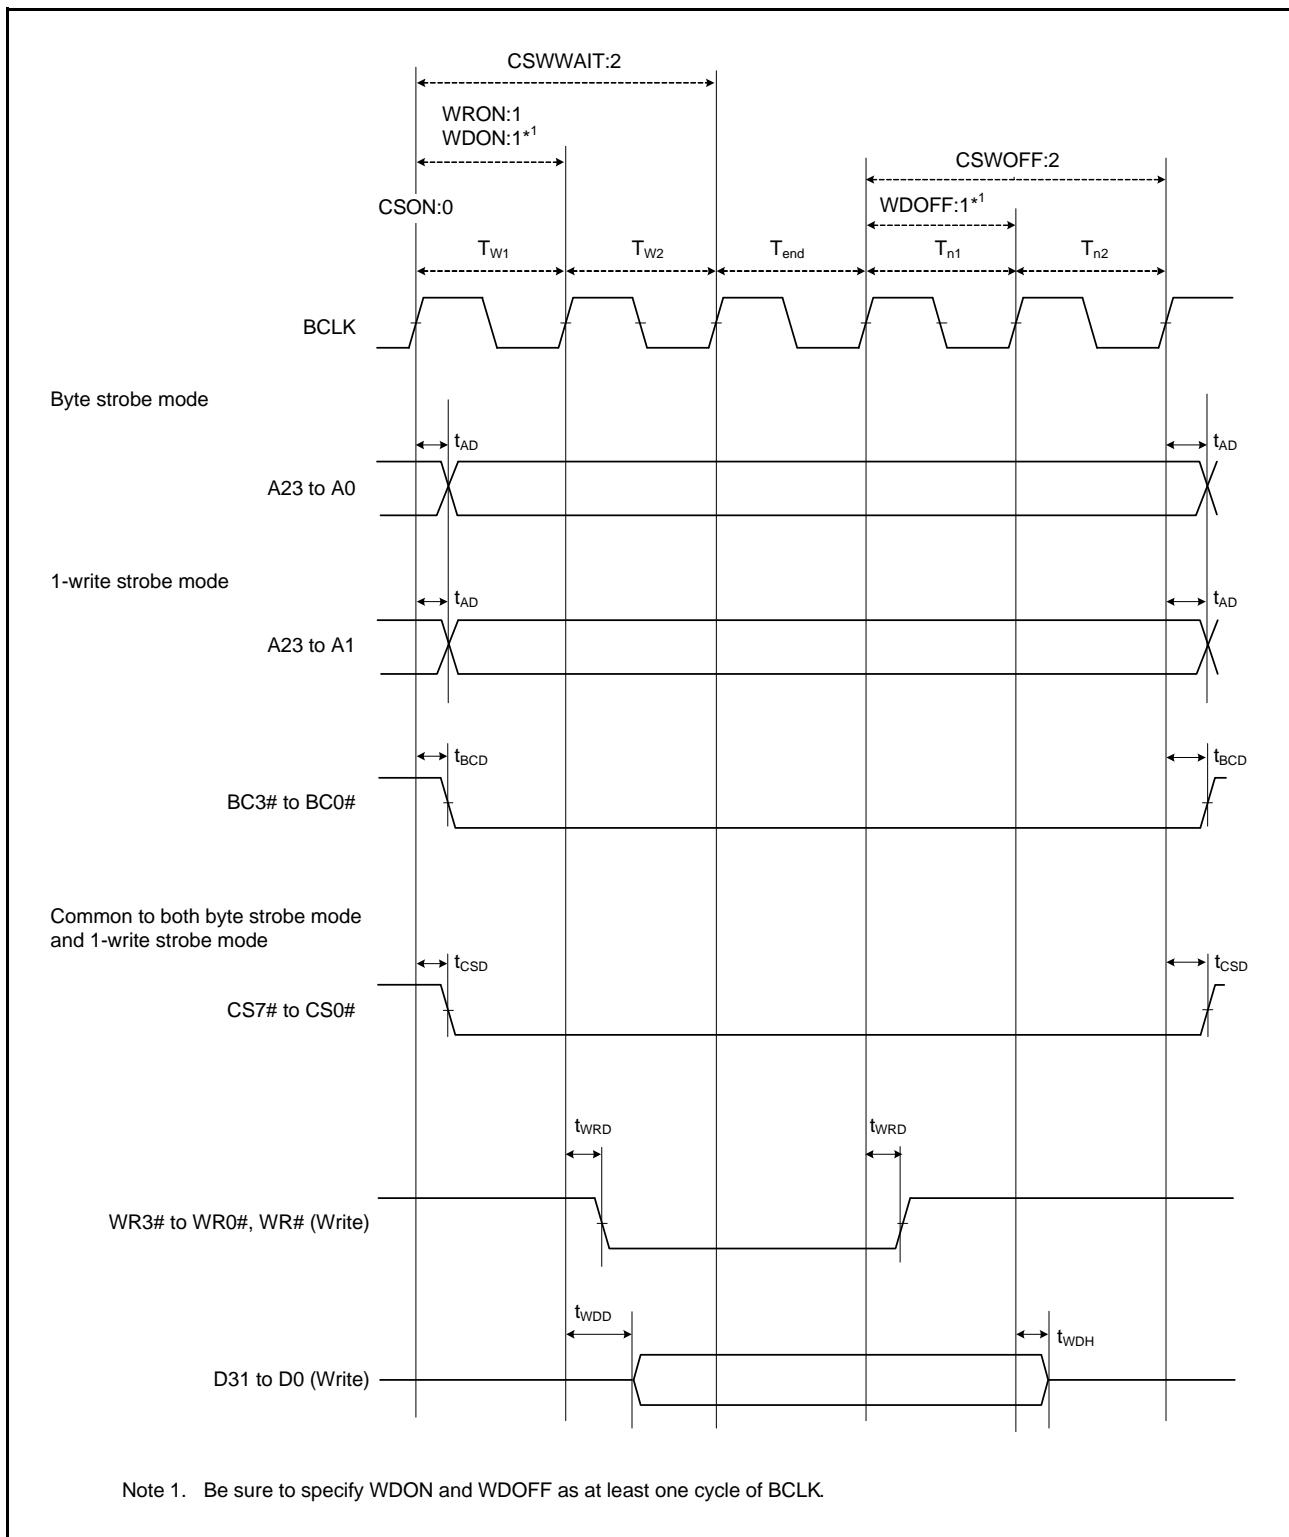 CSWWAIT:2
WRON:1
WDON:1*1
CSWOFF:2
CSON:0
WDOFF:1*1
TW1
TW2
Tend
Tn1
Tn2
BCLK
Byte strobe mode
tAD
tAD
A23 to A0
1-write strobe mode
tAD
tAD
A23 to A1
tBCD
tBCD
BC3# to BC0#
Common to both byte strobe mode
and 1-write strobe mode
tCSD
tCSD
CS7# to CS0#
tWRD
tWRD
WR3# to WR0#, WR# (Write)
tWDD
tWDH
D31 to D0 (Write)
Note 1. Be sure to specify WDON and WDOFF as at least one cycle of BCLK.